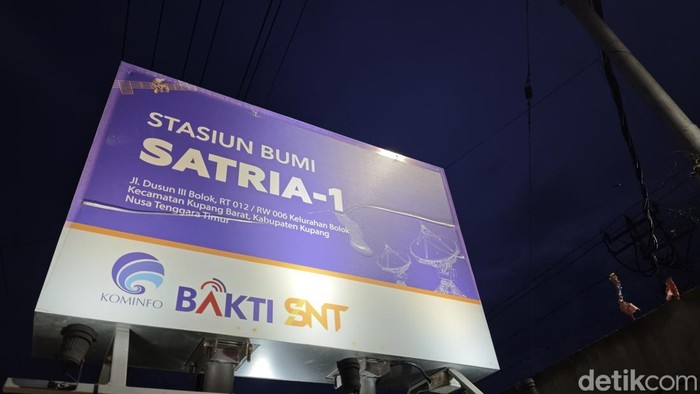 STASIUN BUMI
SATRIA-1
Jl. Dusun III Bolok, RT 012 / RW 006 Kelurahan Bolok
Kecamatan Kupang Barat, Kabupaten Kupang
Nusa Tenggara Timur
KOMINFO BAKTI SNT
detikcom